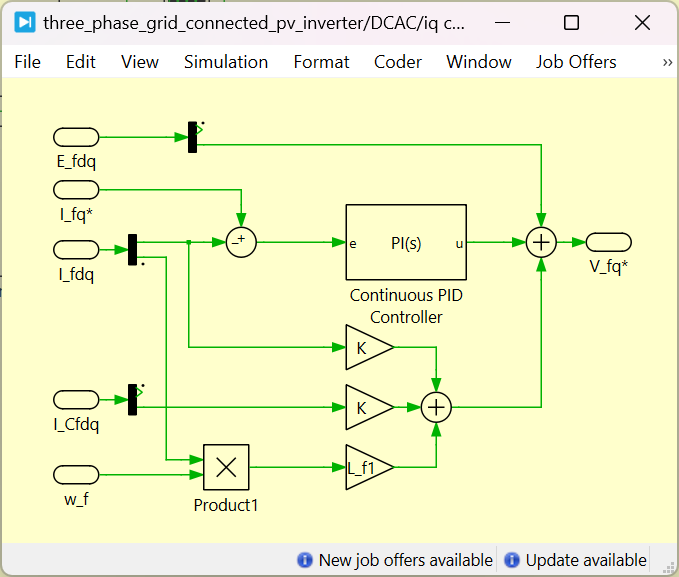 three_phase_grid_connected_pv_inverter/DCAC/iq c...
File Edit View Simulation Format Coder Window Job Offers »
E_fdq
I_fq*
I_fdq
− +
e PI(s) u
Continuous PID
Controller
+
V_fq*
K
I_Cfdq
K
+
w_f
×
Product1
L_f1
New job offers available Update available